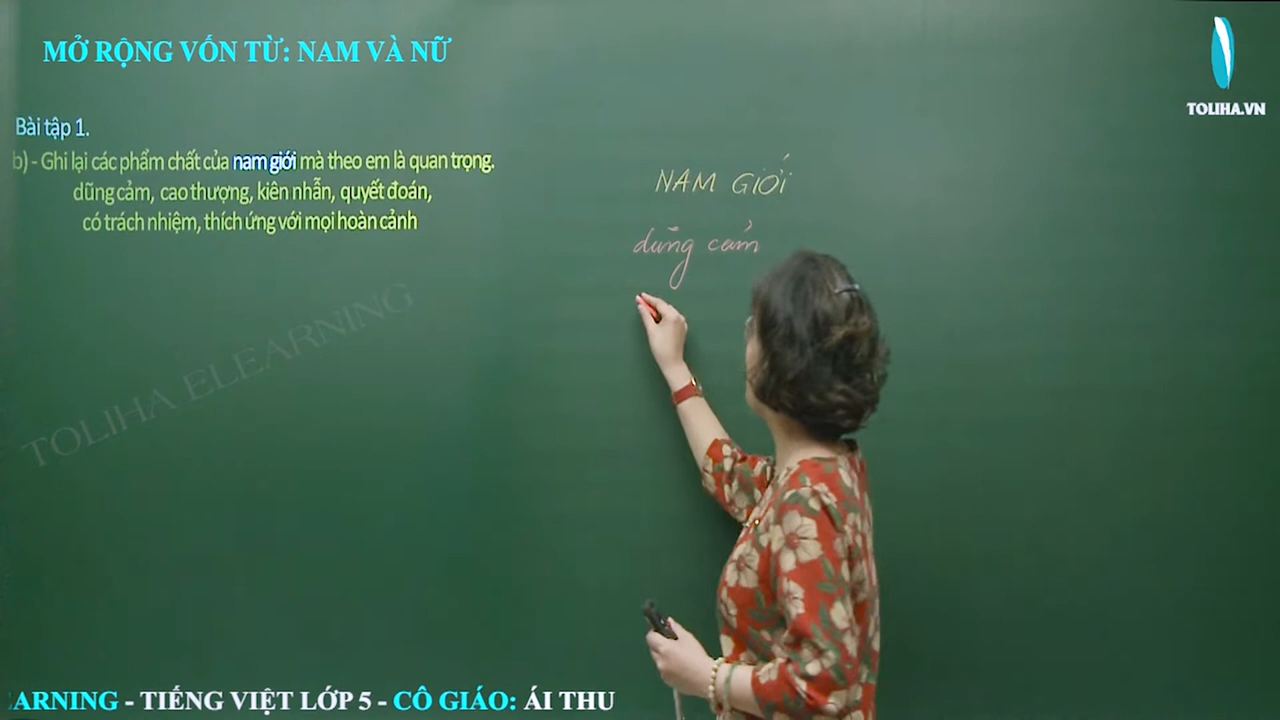 MỞ RỘNG VỐN TỪ: NAM VÀ NỮ
TOLIHA.VN
Bài tập 1.
b) - Ghi lại các phẩm chất của nam giới mà theo em là quan trọng.
dũng cảm, cao thượng, kiên nhẫn, quyết đoán,
có trách nhiệm, thích ứng với mọi hoàn cảnh
NAM GIỚI
dũng cảm
TOLIHA ELEARNING
EARNING - TIẾNG VIỆT LỚP 5 - CÔ GIÁO: ÁI THU